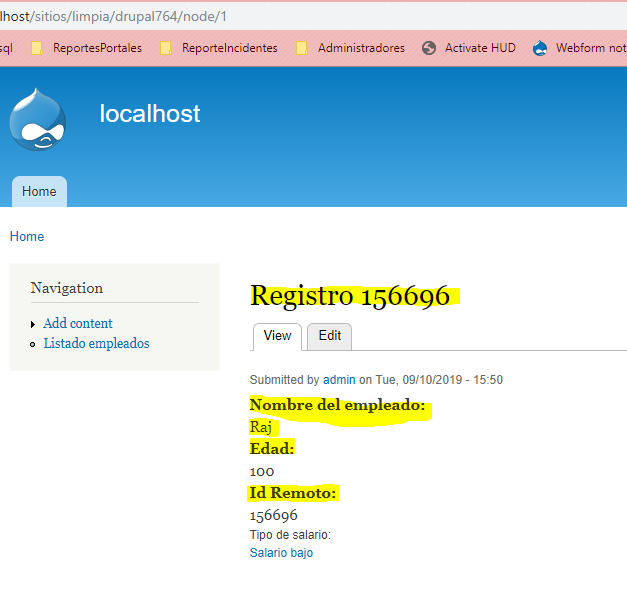 lhost/sitios/limpia/drupal764/node/1
sql ReportesPortales ReporteIncidentes Administradores Activate HUD Webform not
localhost
Home
Home
Navigation
Add content
Listado empleados
Registro 156696
View Edit
Submitted by admin on Tue, 09/10/2019 - 15:50
Nombre del empleado:
Raj
Edad:
100
Id Remoto:
156696
Tipo de salario:
Salario bajo